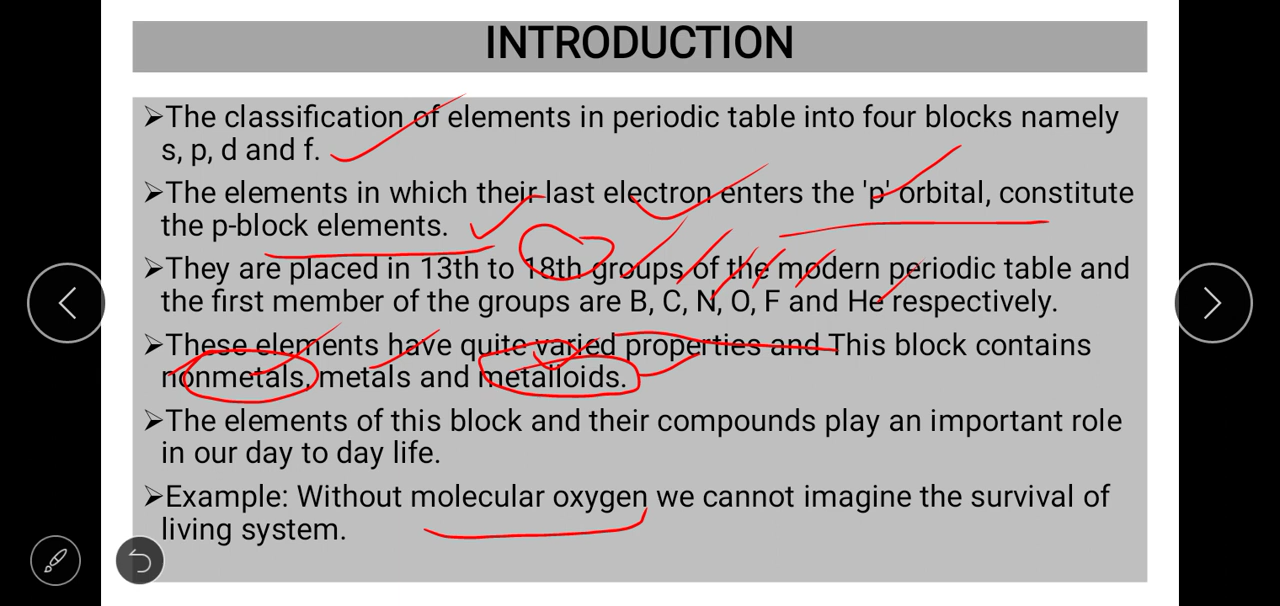 INTRODUCTION
➢The classification of elements in periodic table into four blocks namely
s, p, d and f.
➢The elements in which their last electron enters the 'p' orbital, constitute
the p-block elements.
➢They are placed in 13th to 18th groups of the modern periodic table and
the first member of the groups are B, C, N, O, F and He respectively.
➢These elements have quite varied properties and This block contains
nonmetals, metals and metalloids.
➢The elements of this block and their compounds play an important role
in our day to day life.
➢Example: Without molecular oxygen we cannot imagine the survival of
living system.